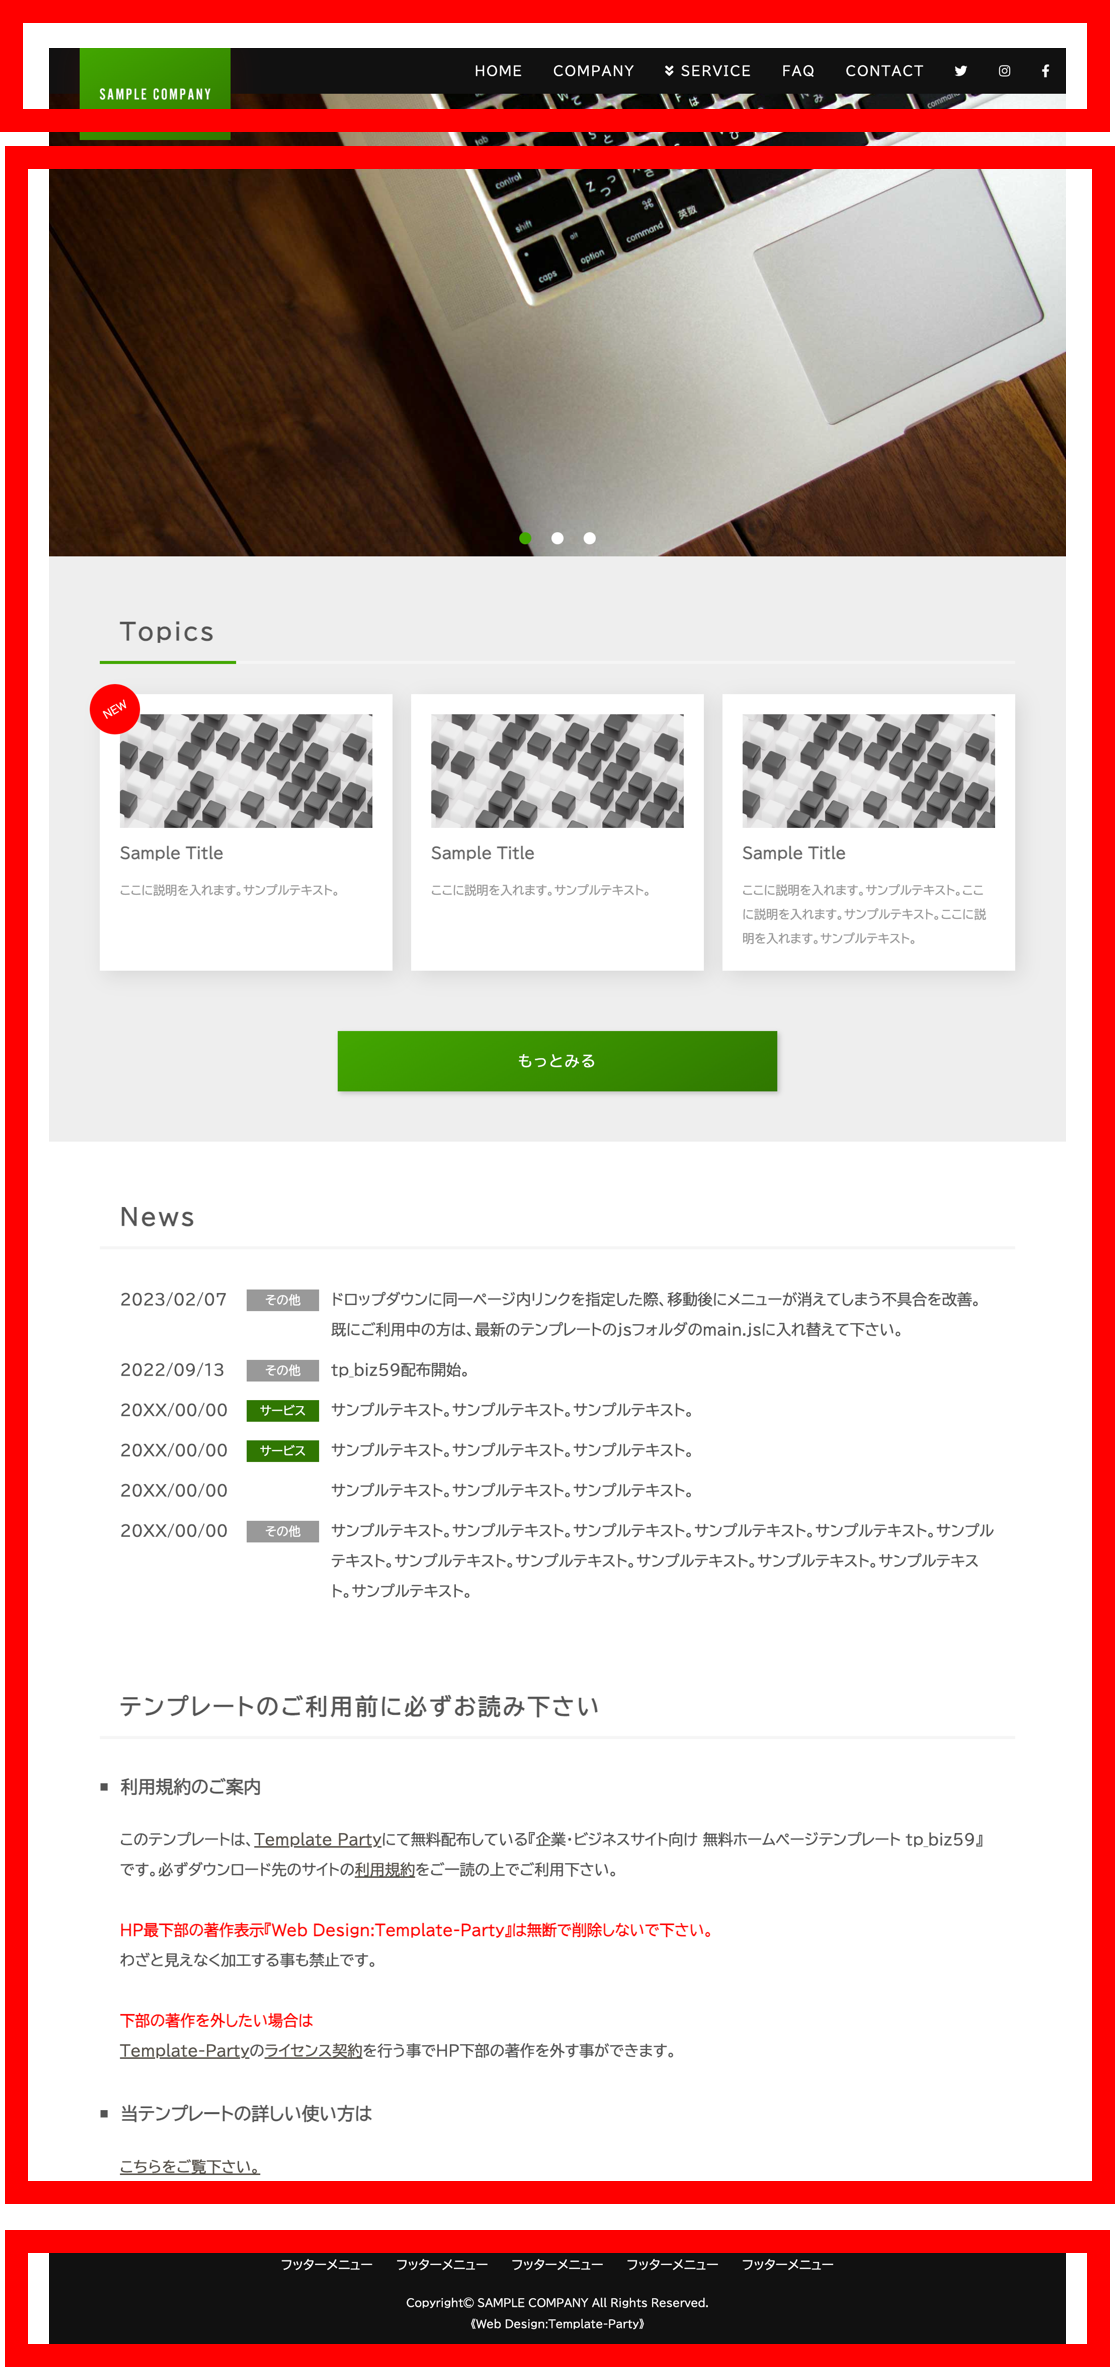 SAMPLE COMPANY
HOME COMPANY SERVICE FAQ CONTACT
Topics
NEW
Sample Title
ここに説明を入れます。サンプルテキスト。
Sample Title
ここに説明を入れます。サンプルテキスト。
Sample Title
ここに説明を入れます。サンプルテキスト。ここ
に説明を入れます。サンプルテキスト。ここに説
明を入れます。サンプルテキスト。
もっとみる
News
2023/02/07 その他 ドロップダウンに同一ページ内リンクを指定した際、移動後にメニューが消えてしまう不具合を改善。
既にご利用中の方は、最新のテンプレートのjsフォルダのmain.jsに入れ替えて下さい。
2022/09/13 その他 tp_biz59配布開始。
20XX/00/00 サービス サンプルテキスト。サンプルテキスト。サンプルテキスト。
20XX/00/00 サービス サンプルテキスト。サンプルテキスト。サンプルテキスト。
20XX/00/00 サンプルテキスト。サンプルテキスト。サンプルテキスト。
20XX/00/00 その他 サンプルテキスト。サンプルテキスト。サンプルテキスト。サンプルテキスト。サンプルテキスト。サンプル
テキスト。サンプルテキスト。サンプルテキスト。サンプルテキスト。サンプルテキスト。サンプルテキス
ト。サンプルテキスト。
テンプレートのご利用前に必ずお読み下さい
■ 利用規約のご案内
このテンプレートは、Template Partyにて無料配布している『企業・ビジネスサイト向け 無料ホームページテンプレート tp_biz59』
です。必ずダウンロード先のサイトの利用規約をご一読の上でご利用下さい。
HP最下部の著作表示『Web Design:Template-Party』は無断で削除しないで下さい。
わざと見えなく加工する事も禁止です。
下部の著作を外したい場合は
Template-Partyのライセンス契約を行う事でHP下部の著作を外す事ができます。
■ 当テンプレートの詳しい使い方は
こちらをご覧下さい。
フッターメニュー フッターメニュー フッターメニュー フッターメニュー フッターメニュー
Copyright© SAMPLE COMPANY All Rights Reserved.
《Web Design:Template-Party》